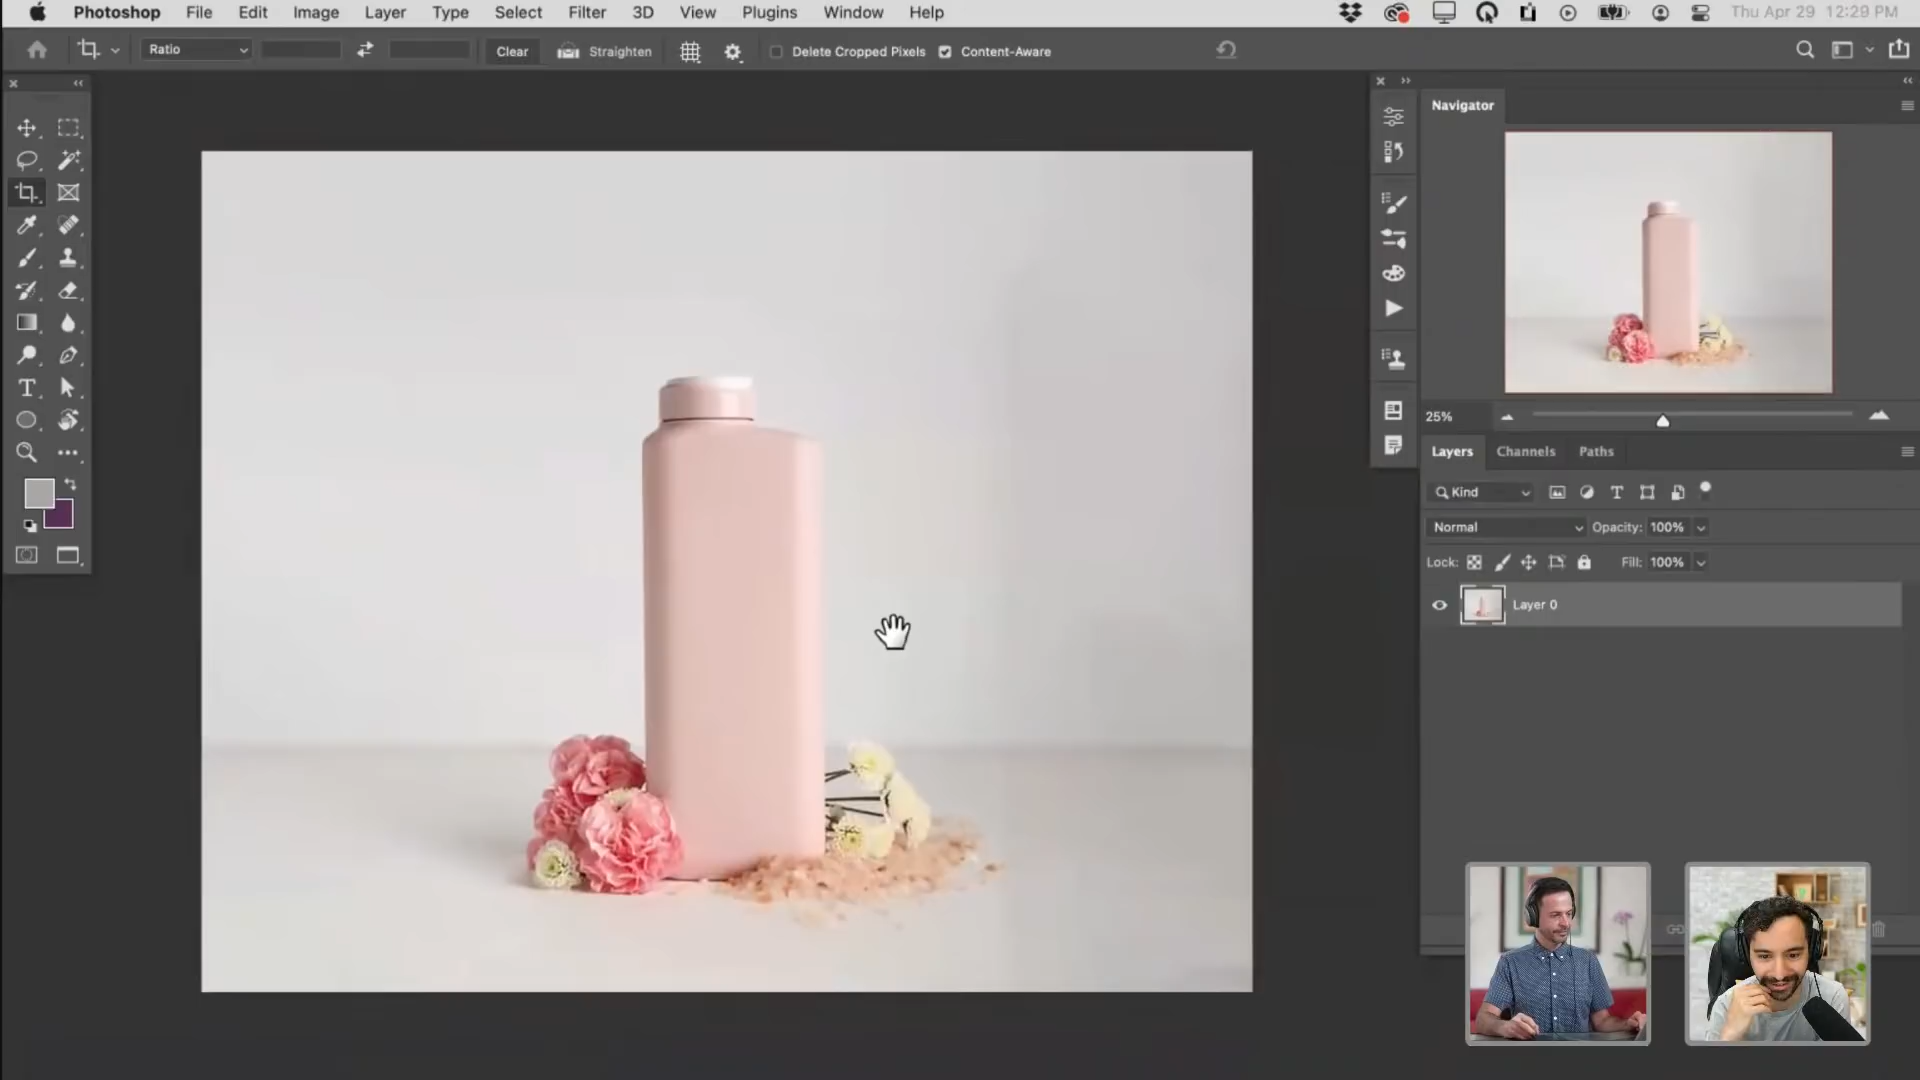 Photoshop File Edit Image Layer Type Select Filter 3D View Plugins Window Help Thu Apr 29 12:29 PM
Ratio Clear Straighten Delete Cropped Pixels Content-Aware
Navigator
25%
Layers Channels Paths
Kind
Normal Opacity: 100%
Lock: Fill: 100%
Layer 0